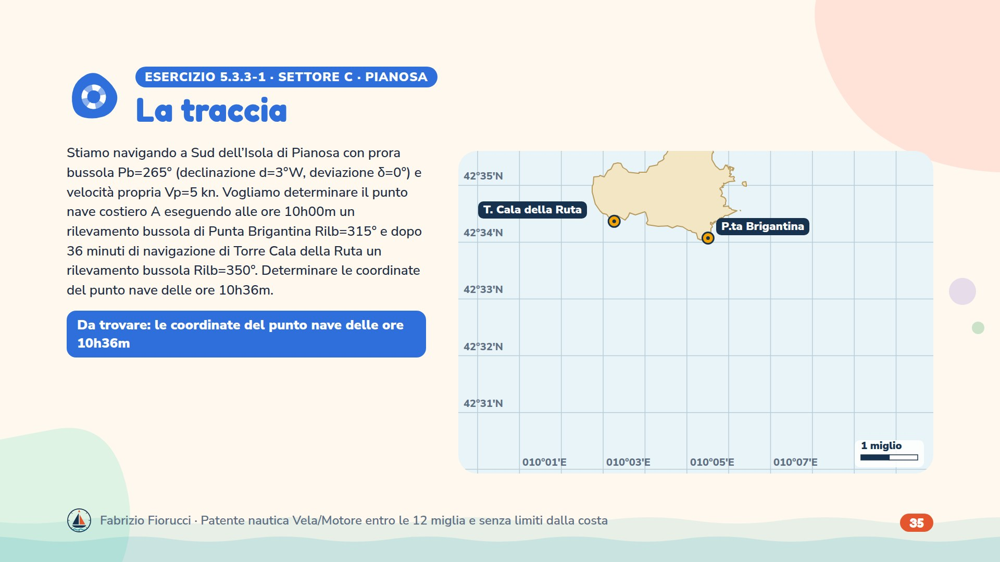 ESERCIZIO 5.3.3-1 · SETTORE C · PIANOSA
La traccia
Stiamo navigando a Sud dell’Isola di Pianosa con prora
bussola Pb=265° (declinazione d=3°W, deviazione δ=0°) e
velocità propria Vp=5 kn. Vogliamo determinare il punto
nave costiero A eseguendo alle ore 10h00m un
rilevamento bussola di Punta Brigantina Rilb=315° e dopo
36 minuti di navigazione di Torre Cala della Ruta un
rilevamento bussola Rilb=350°. Determinare le coordinate
del punto nave delle ore 10h36m.
Da trovare: le coordinate del punto nave delle ore
10h36m
42°35'N
T. Cala della Ruta
P.ta Brigantina
42°34'N
42°33'N
42°32'N
42°31'N
1 miglio
010°01'E
010°03'E
010°05'E
010°07'E
Fabrizio Fiorucci · Patente nautica Vela/Motore entro le 12 miglia e senza limiti dalla costa
35